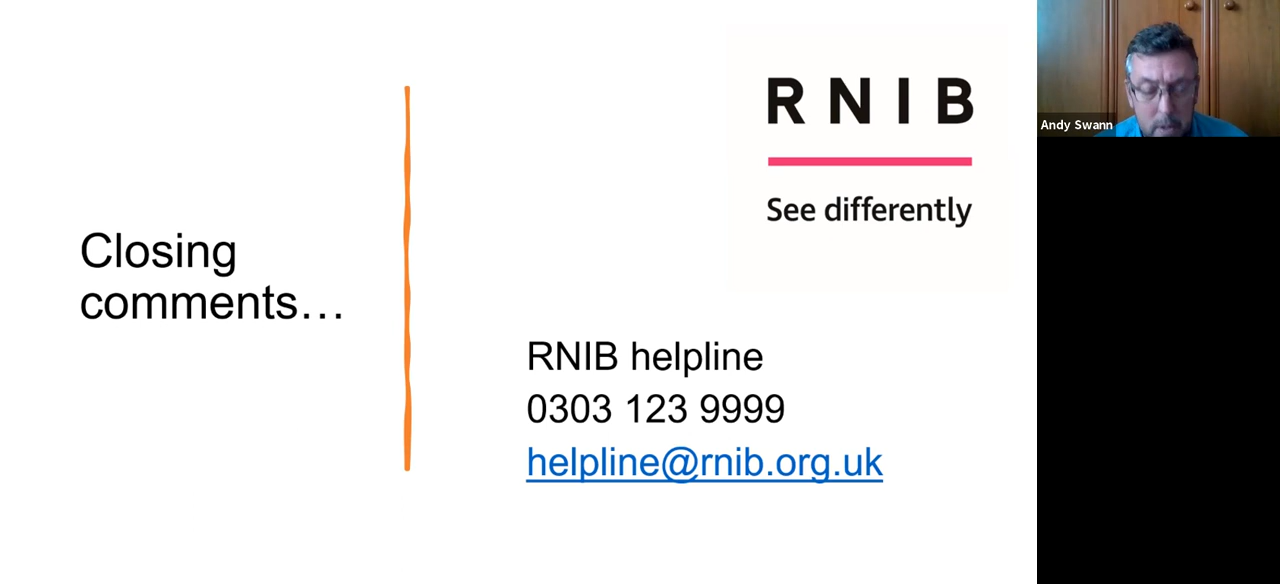 Closing
comments…
RNIB
See differently
RNIB helpline
0303 123 9999
helpline@rnib.org.uk
Andy Swann